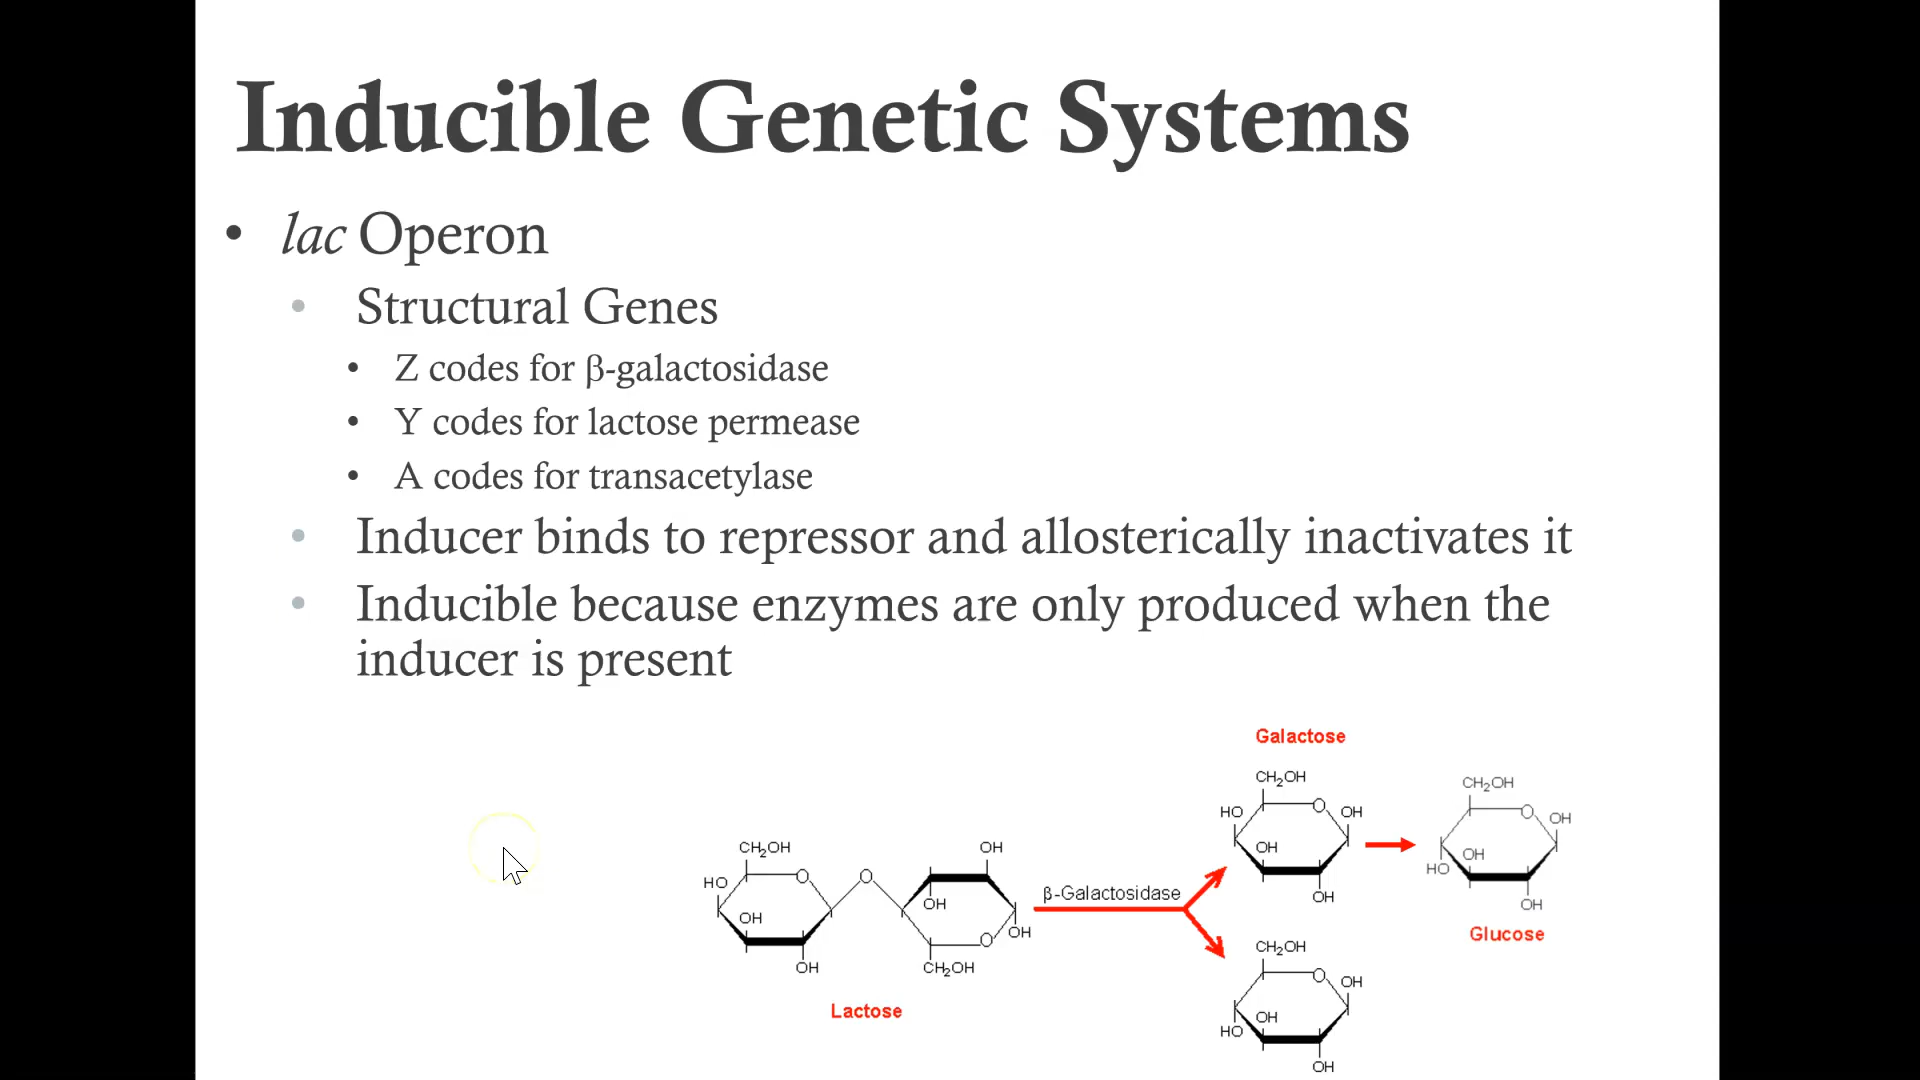 Inducible Genetic Systems
• lac Operon
• Structural Genes
• Z codes for β-galactosidase
• Y codes for lactose permease
• A codes for transacetylase
• Inducer binds to repressor and allosterically inactivates it
• Inducible because enzymes are only produced when the
inducer is present
Galactose
CH2OH
HO
O
OH
OH
OH
CH2OH
O
OH
OH
HO
OH
Glucose
CH2OH
HO
O
OH
OH
O
OH
OH
OH
O
CH2OH
Lactose
β-Galactosidase
CH2OH
O
OH
OH
HO
OH